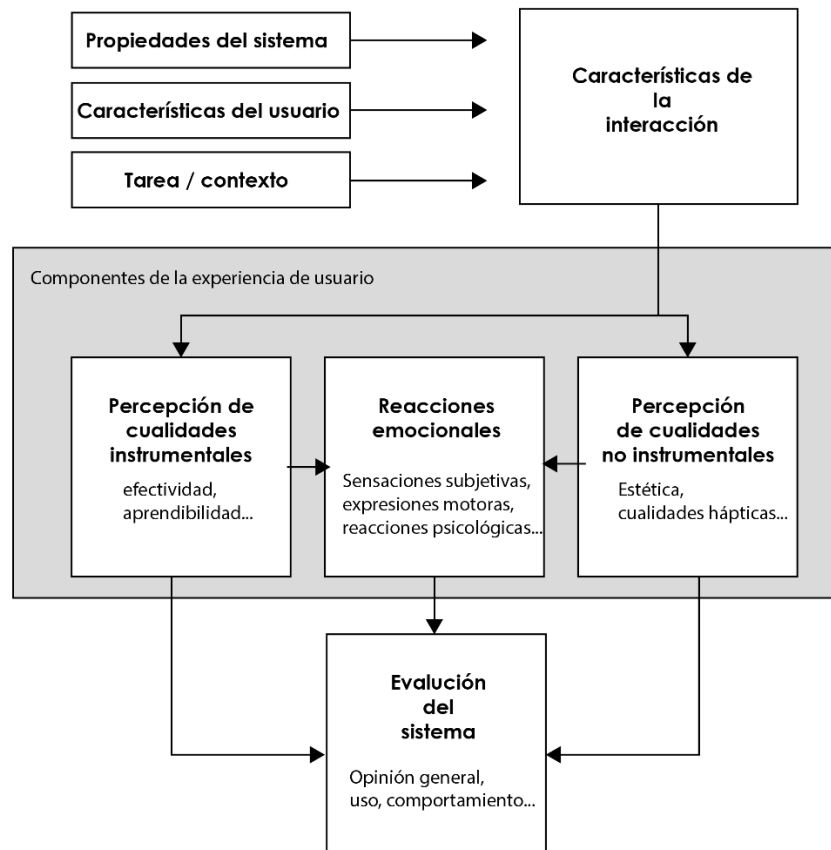 Propiedades del sistema
Características del usuario
Tarea / contexto
Características de
la
interacción
Componentes de la experiencia de usuario
Percepción de
cualidades
instrumentales
efectividad,
aprendibilidad...
Reacciones
emocionales
Sensaciones subjetivas,
expresiones motoras,
reacciones psicológicas...
Percepción
de cualidades
no instrumentales
Estética,
cualidades hápticas...
Evalución
del
sistema
Opinión general,
uso, comportamiento...